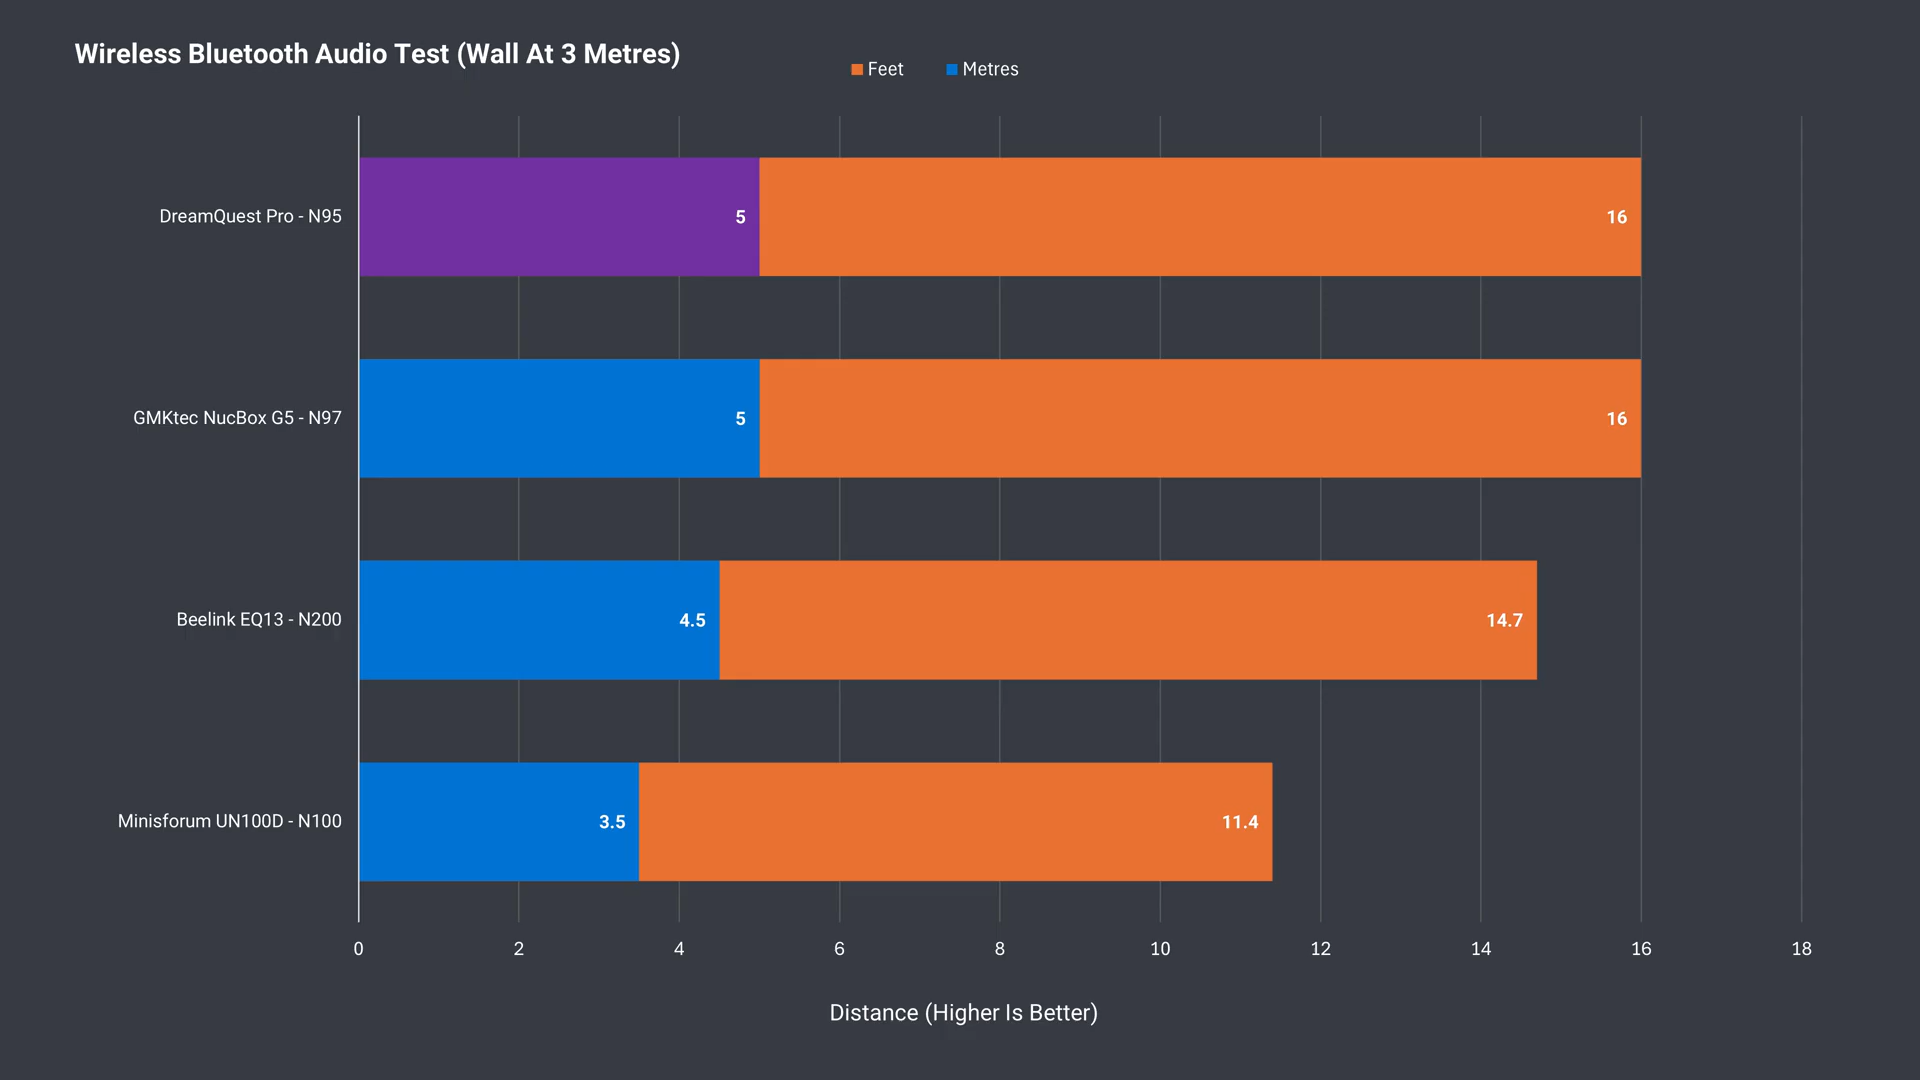 Wireless Bluetooth Audio Test (Wall At 3 Metres)
Feet Metres
DreamQuest Pro - N95 5 16
GMKtec NucBox G5 - N97 5 16
Beelink EQ13 - N200 4.5 14.7
Minisforum UN100D - N100 3.5 11.4
0 2 4 6 8 10 12 14 16 18
Distance (Higher Is Better)